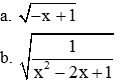 a. √(-x + 1)
b. √(1/(x² - 2x + 1))